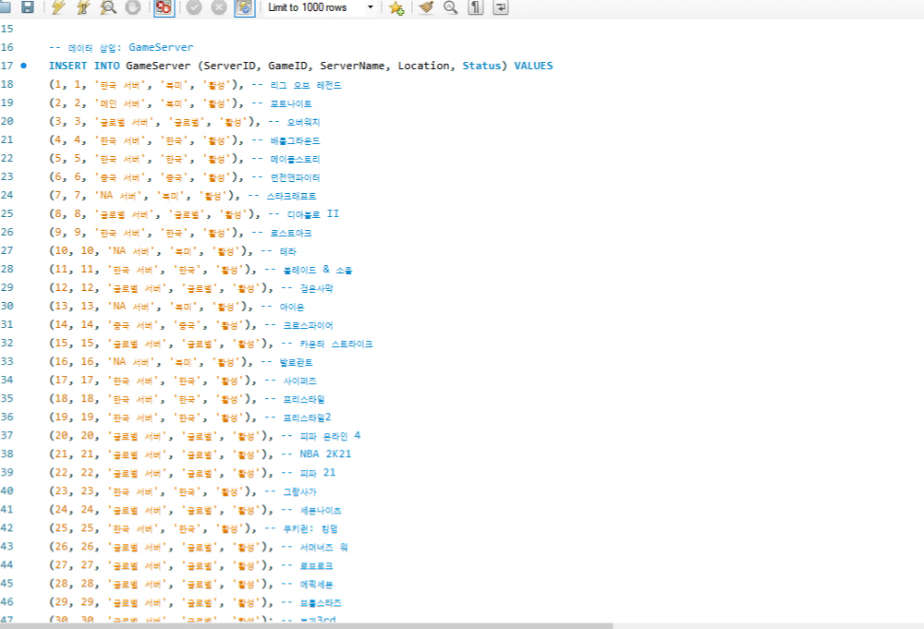 Limit to 1000 rows
15
16 -- 데이터 삽입: GameServer
17 INSERT INTO GameServer (ServerID, GameID, ServerName, Location, Status) VALUES
18 (1, 1, '한국 서버', '북미', '활성'), -- 리그 오브 레전드
19 (2, 2, '메인 서버', '북미', '활성'), -- 포트나이트
20 (3, 3, '글로벌 서버', '글로벌', '활성'), -- 오버워치
21 (4, 4, '한국 서버', '한국', '활성'), -- 배틀그라운드
22 (5, 5, '한국 서버', '한국', '활성'), -- 메이플스토리
23 (6, 6, '중국 서버', '중국', '활성'), -- 던전앤파이터
24 (7, 7, 'NA 서버', '북미', '활성'), -- 스타크래프트
25 (8, 8, '글로벌 서버', '글로벌', '활성'), -- 디아블로 II
26 (9, 9, '한국 서버', '한국', '활성'), -- 로스트아크
27 (10, 10, 'NA 서버', '북미', '활성'), -- 테라
28 (11, 11, '한국 서버', '한국', '활성'), -- 블레이드 & 소울
29 (12, 12, '글로벌 서버', '글로벌', '활성'), -- 검은사막
30 (13, 13, 'NA 서버', '북미', '활성'), -- 아이온
31 (14, 14, '중국 서버', '중국', '활성'), -- 크로스파이어
32 (15, 15, '글로벌 서버', '글로벌', '활성'), -- 카운터 스트라이크
33 (16, 16, 'NA 서버', '북미', '활성'), -- 발로란트
34 (17, 17, '한국 서버', '한국', '활성'), -- 사이퍼즈
35 (18, 18, '한국 서버', '한국', '활성'), -- 프리스타일
36 (19, 19, '한국 서버', '한국', '활성'), -- 프리스타일2
37 (20, 20, '글로벌 서버', '글로벌', '활성'), -- 피파 온라인 4
38 (21, 21, '글로벌 서버', '글로벌', '활성'), -- NBA 2K21
39 (22, 22, '글로벌 서버', '글로벌', '활성'), -- 피파 21
40 (23, 23, '한국 서버', '한국', '활성'), -- 그랑사가
41 (24, 24, '글로벌 서버', '글로벌', '활성'), -- 세븐나이츠
42 (25, 25, '한국 서버', '한국', '활성'), -- 쿠키런: 킹덤
43 (26, 26, '글로벌 서버', '글로벌', '활성'), -- 서머너즈 워
44 (27, 27, '글로벌 서버', '글로벌', '활성'), -- 로브로크
45 (28, 28, '글로벌 서버', '글로벌', '활성'), -- 에픽세븐
46 (29, 29, '글로벌 서버', '글로벌', '활성'), -- 브롤스타즈
47 (30, 30, '글로벌 서버', '글로벌', '활성'); -- 붕괴3rd